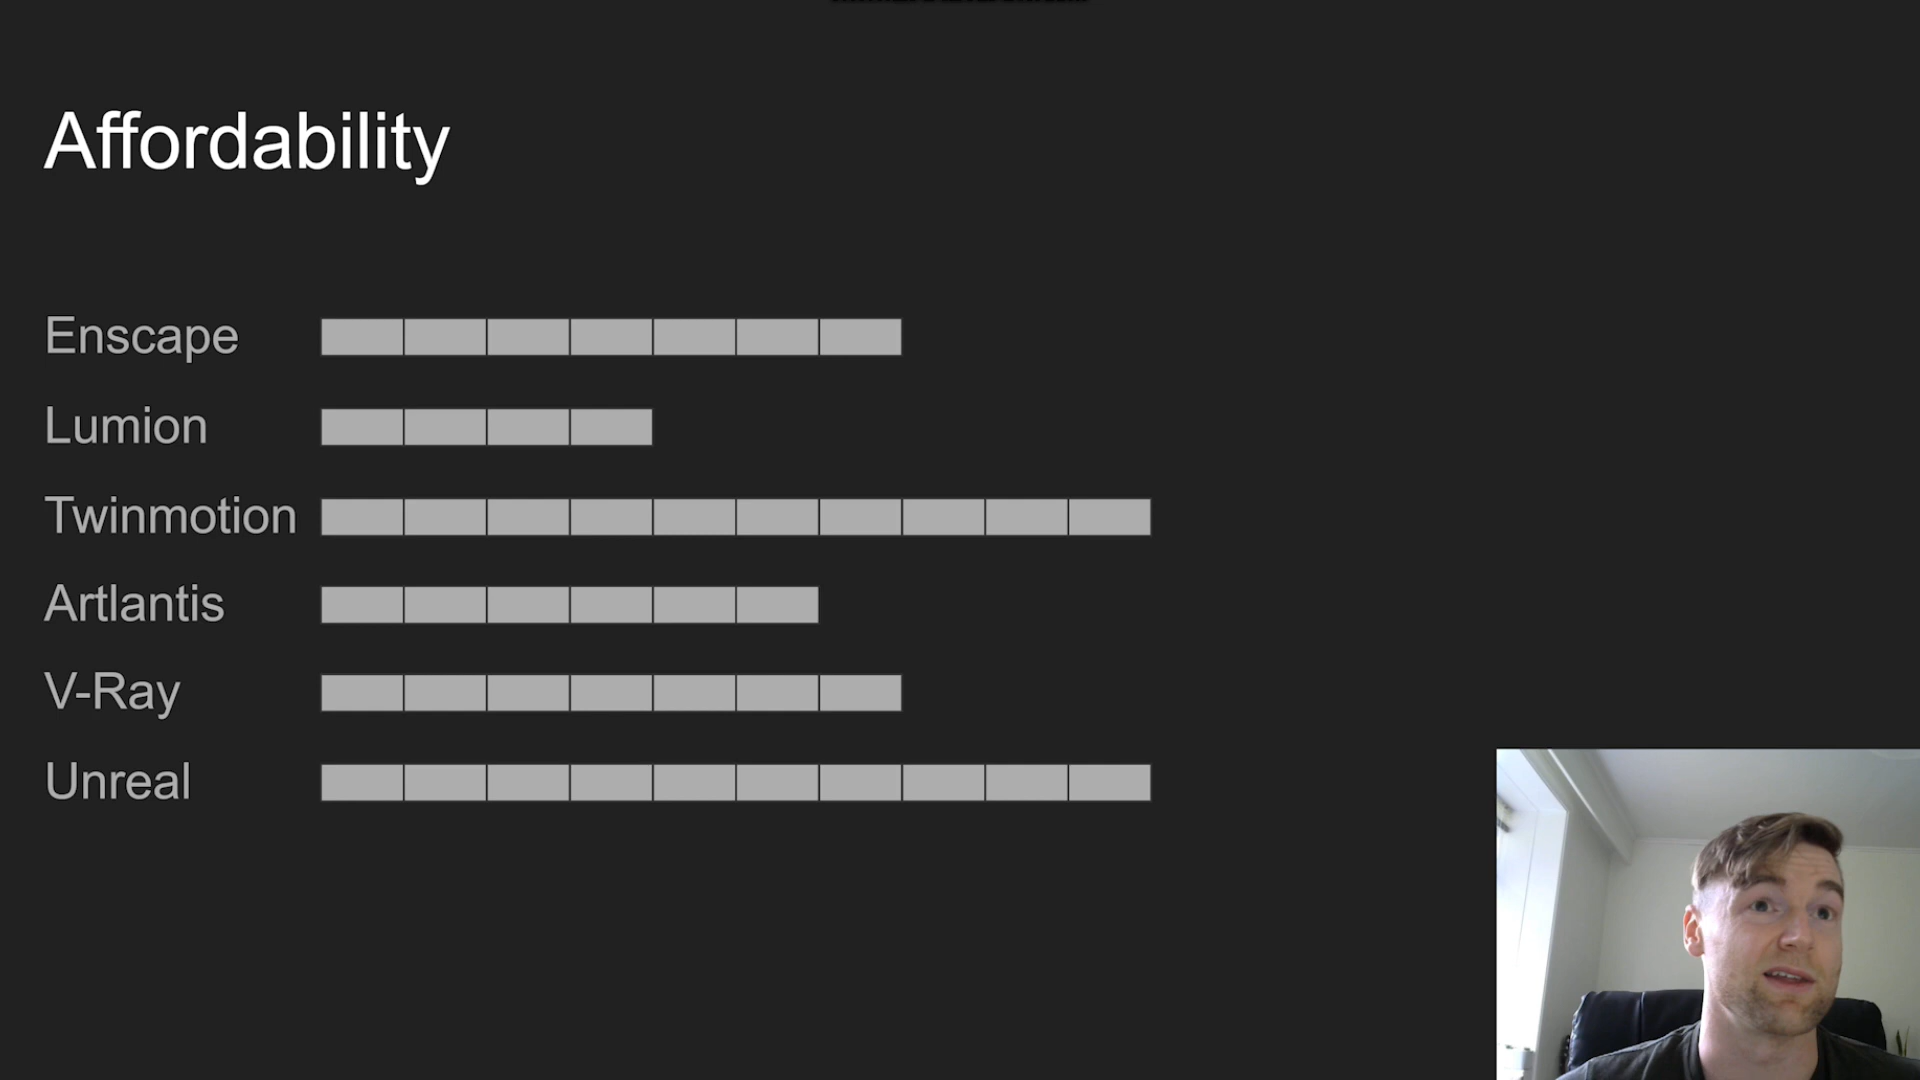 Affordability
Enscape
Lumion
Twinmotion
Artlantis
V-Ray
Unreal